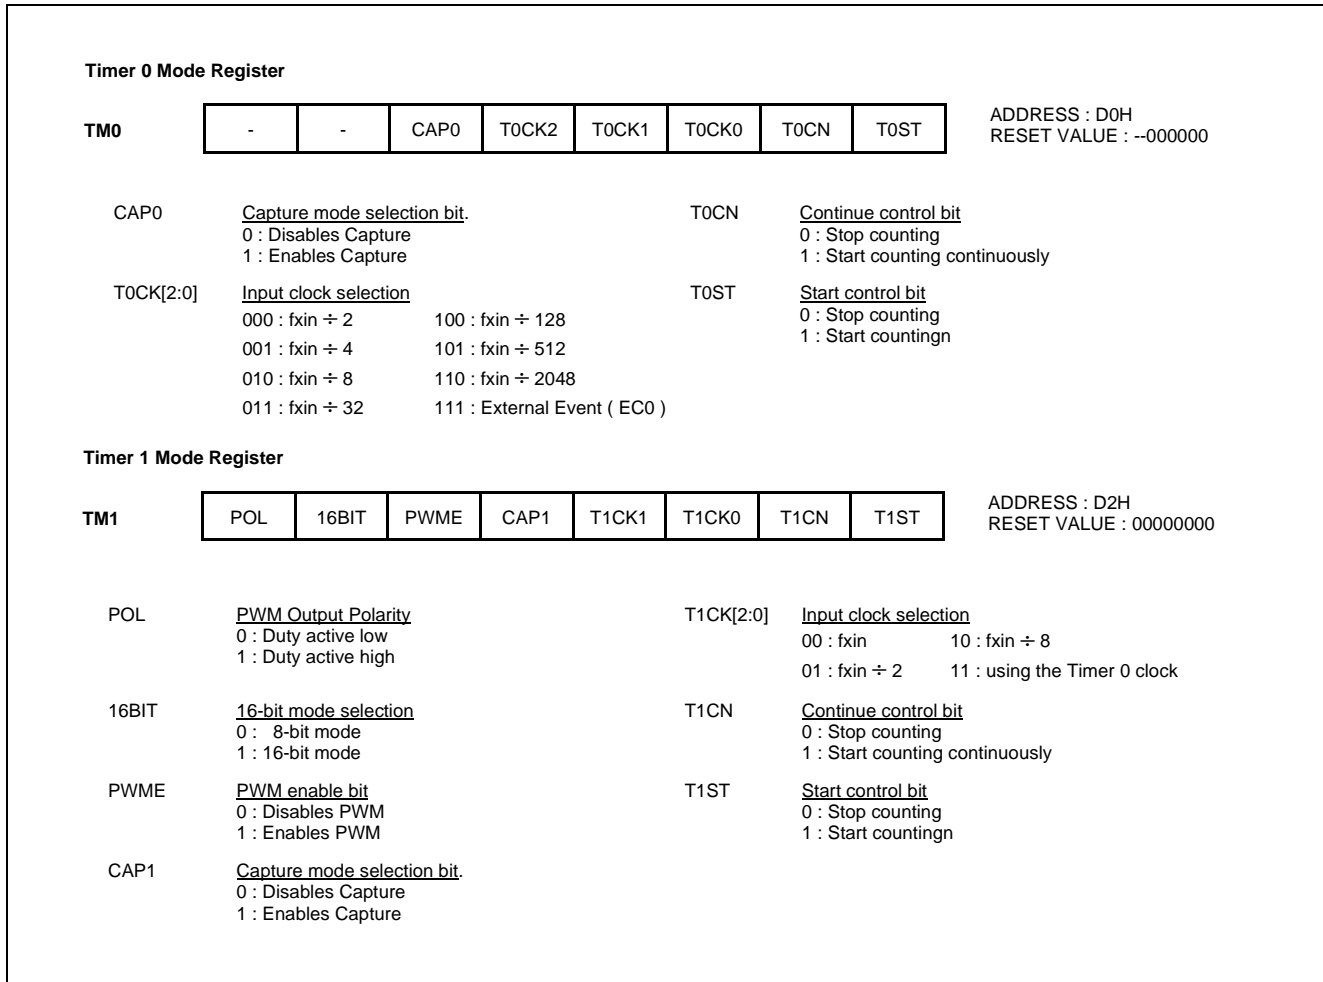 Timer 0 Mode Register
TM0 - - CAP0 T0CK2 T0CK1 T0CK0 T0CN T0ST
ADDRESS : D0H
RESET VALUE : --000000
CAP0 Capture mode selection bit.
0 : Disables Capture
1 : Enables Capture
T0CN Continue control bit
0 : Stop counting
1 : Start counting continuously
T0CK[2:0] Input clock selection
000 : fxin ÷ 2 100 : fxin ÷ 128
001 : fxin ÷ 4 101 : fxin ÷ 512
010 : fxin ÷ 8 110 : fxin ÷ 2048
011 : fxin ÷ 32 111 : External Event ( EC0 )
T0ST Start control bit
0 : Stop counting
1 : Start countingn
Timer 1 Mode Register
TM1 POL 16BIT PWME CAP1 T1CK1 T1CK0 T1CN T1ST
ADDRESS : D2H
RESET VALUE : 00000000
POL PWM Output Polarity
0 : Duty active low
1 : Duty active high
T1CK[2:0] Input clock selection
00 : fxin 10 : fxin ÷ 8
01 : fxin ÷ 2 11 : using the Timer 0 clock
16BIT 16-bit mode selection
0 : 8-bit mode
1 : 16-bit mode
T1CN Continue control bit
0 : Stop counting
1 : Start counting continuously
PWME PWM enable bit
0 : Disables PWM
1 : Enables PWM
T1ST Start control bit
0 : Stop counting
1 : Start countingn
CAP1 Capture mode selection bit.
0 : Disables Capture
1 : Enables Capture